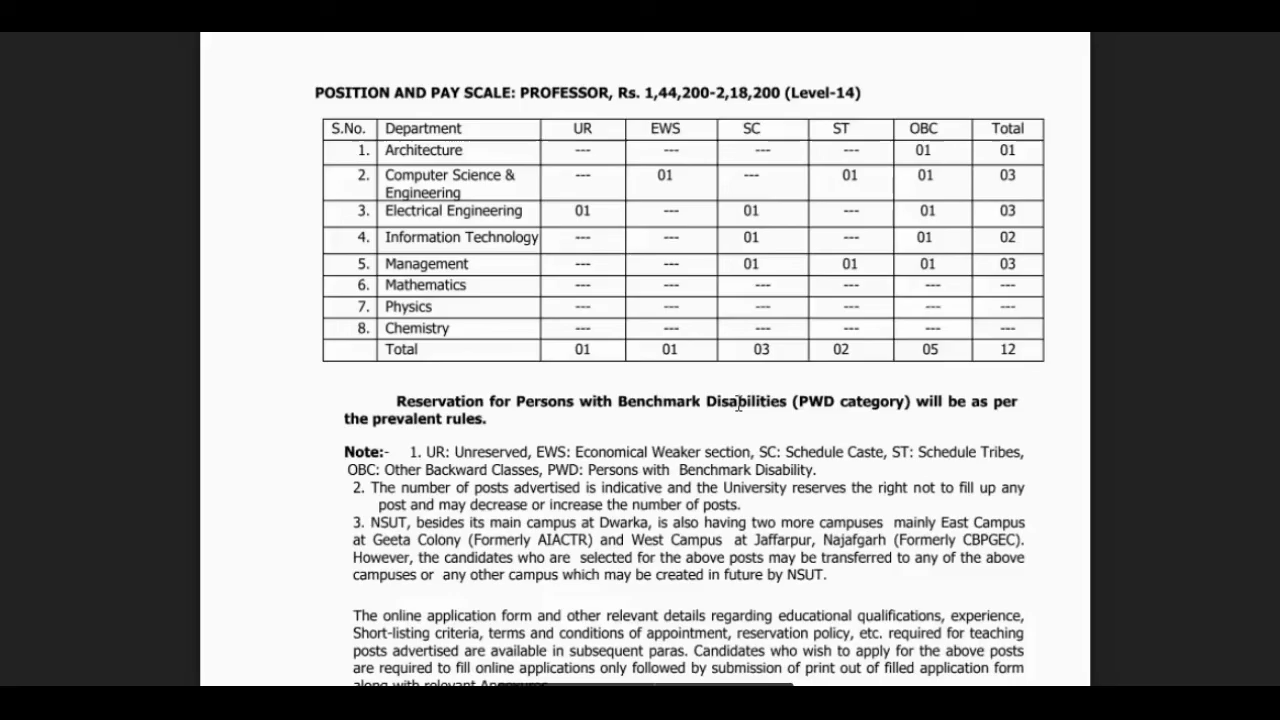 POSITION AND PAY SCALE: PROFESSOR, Rs. 1,44,200-2,18,200 (Level-14)
S.No. Department UR EWS SC ST OBC Total
1. Architecture --- --- --- --- 01 01
2. Computer Science & --- 01 --- 01 01 03
Engineering
3. Electrical Engineering 01 --- 01 --- 01 03
4. Information Technology --- --- 01 --- 01 02
5. Management --- --- 01 01 01 03
6. Mathematics --- --- --- --- --- ---
7. Physics --- --- --- --- --- ---
8. Chemistry --- --- --- --- --- ---
Total 01 01 03 02 05 12
Reservation for Persons with Benchmark Disabilities (PWD category) will be as per
the prevalent rules.
Note:- 1. UR: Unreserved, EWS: Economical Weaker section, SC: Schedule Caste, ST: Schedule Tribes,
OBC: Other Backward Classes, PWD: Persons with Benchmark Disability.
2. The number of posts advertised is indicative and the University reserves the right not to fill up any
post and may decrease or increase the number of posts.
3. NSUT, besides its main campus at Dwarka, is also having two more campuses mainly East Campus
at Geeta Colony (Formerly AIACTR) and West Campus at Jaffarpur, Najafgarh (Formerly CBPGEC).
However, the candidates who are selected for the above posts may be transferred to any of the above
campuses or any other campus which may be created in future by NSUT.
The online application form and other relevant details regarding educational qualifications, experience,
Short-listing criteria, terms and conditions of appointment, reservation policy, etc. required for teaching
posts advertised are available in subsequent paras. Candidates who wish to apply for the above posts
are required to fill online applications only followed by submission of print out of filled application form
along with relevant